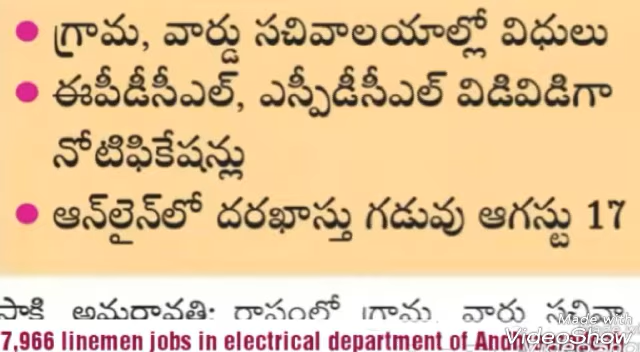 • గ్రామ, వార్డు సచివాలయాల్లో విధులు
• ఈపీడీసీఎల్, ఎస్పీడీసీఎల్ విడివిడిగా
నోటిఫికేషన్లు
• ఆన్‌లైన్‌లో దరఖాస్తు గడువు ఆగస్టు 17
అమరావతి: గ్రామ, వార్డు
Made with
VideoShow
7,966 linemen jobs in electrical department of